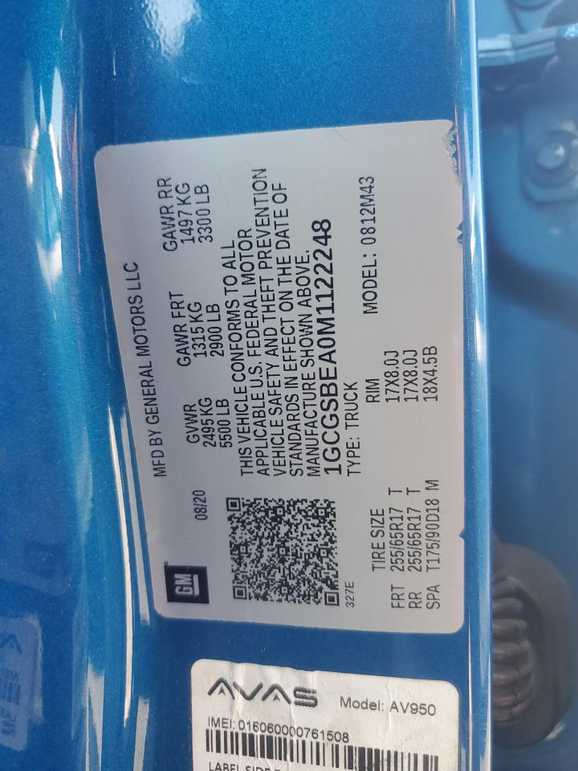 MFD BY GENERAL MOTORS LLC
08/20
GVWR GAWR FRT GAWR RR
2495 KG 1315 KG 1497 KG
5500 LB 2900 LB 3300 LB
THIS VEHICLE CONFORMS TO ALL
APPLICABLE U.S. FEDERAL MOTOR
VEHICLE SAFETY AND THEFT PREVENTION
STANDARDS IN EFFECT ON THE DATE OF
MANUFACTURE SHOWN ABOVE.
1GCGSBEA0M1122248
TYPE: TRUCK MODEL: 0812M43
GM
327E
TIRE SIZE RIM
FRT 255/65R17 T 17X8.0J
RR 255/65R17 T 17X8.0J
SPA T175/90D18 M 18X4.5B
AVAS Model: AV950
IMEI: 016060000761508
LABEL SIDE